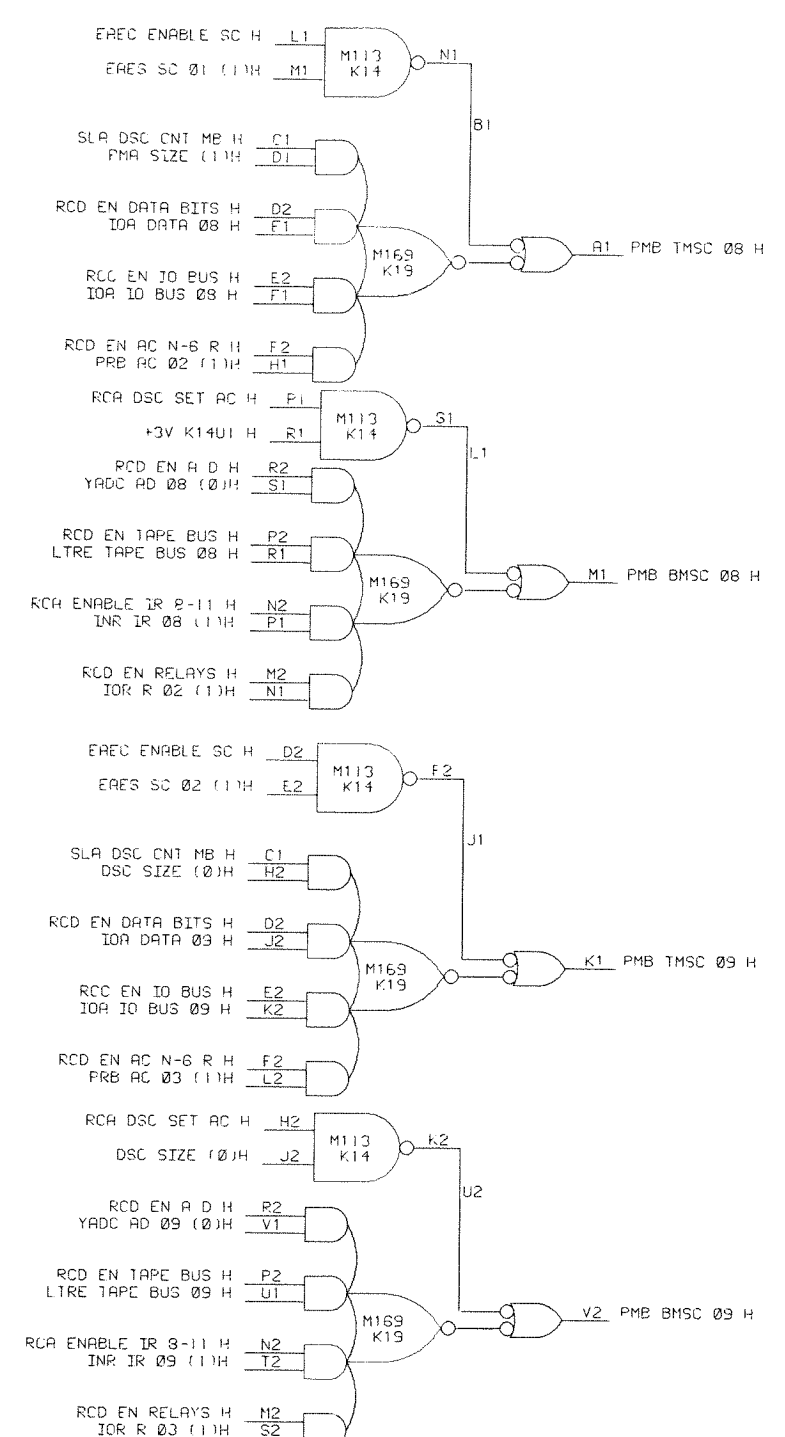 EAEC ENABLE SC H L1
M113
K14
N1
EAES SC 01 (1)H M1
B1
SLA DSC CNT MB H C1
FMA SIZE (1)H D1
RCD EN DATA BITS H D2
IOA DATA 08 H E1
M169
K19
A1 PMB TMSC 08 H
RCC EN IO BUS H E2
IOA IO BUS 08 H F1
RCD EN AC N-6 R H F2
PRB AC 02 (1)H H1
RCA DSC SET AC H P1
M113
K14
S1
+3V K14U1 H R1
L1
RCD EN A D H R2
YADC AD 08 (0)H S1
RCD EN TAPE BUS H P2
LTRE TAPE BUS 08 H R1
M169
K19
M1 PMB BMSC 08 H
RCA ENABLE IR 8-11 H N2
INR IR 08 (1)H P1
RCD EN RELAYS H M2
IOR R 02 (1)H N1
EAEC ENABLE SC H D2
M113
K14
F2
EAES SC 02 (1)H E2
J1
SLA DSC CNT MB H C1
DSC SIZE (0)H H2
RCD EN DATA BITS H D2
IOA DATA 09 H J2
M169
K19
K1 PMB TMSC 09 H
RCC EN IO BUS H E2
IOA IO BUS 09 H K2
RCD EN AC N-6 R H F2
PRB AC 03 (1)H L2
RCA DSC SET AC H H2
M113
K14
K2
DSC SIZE (0)H J2
U2
RCD EN A D H R2
YADC AD 09 (0)H V1
RCD EN TAPE BUS H P2
LTRE TAPE BUS 09 H U1
M169
K19
V2 PMB BMSC 09 H
RCA ENABLE IR 8-11 H N2
INR IR 09 (1)H T2
RCD EN RELAYS H M2
IOR R 03 (1)H S2